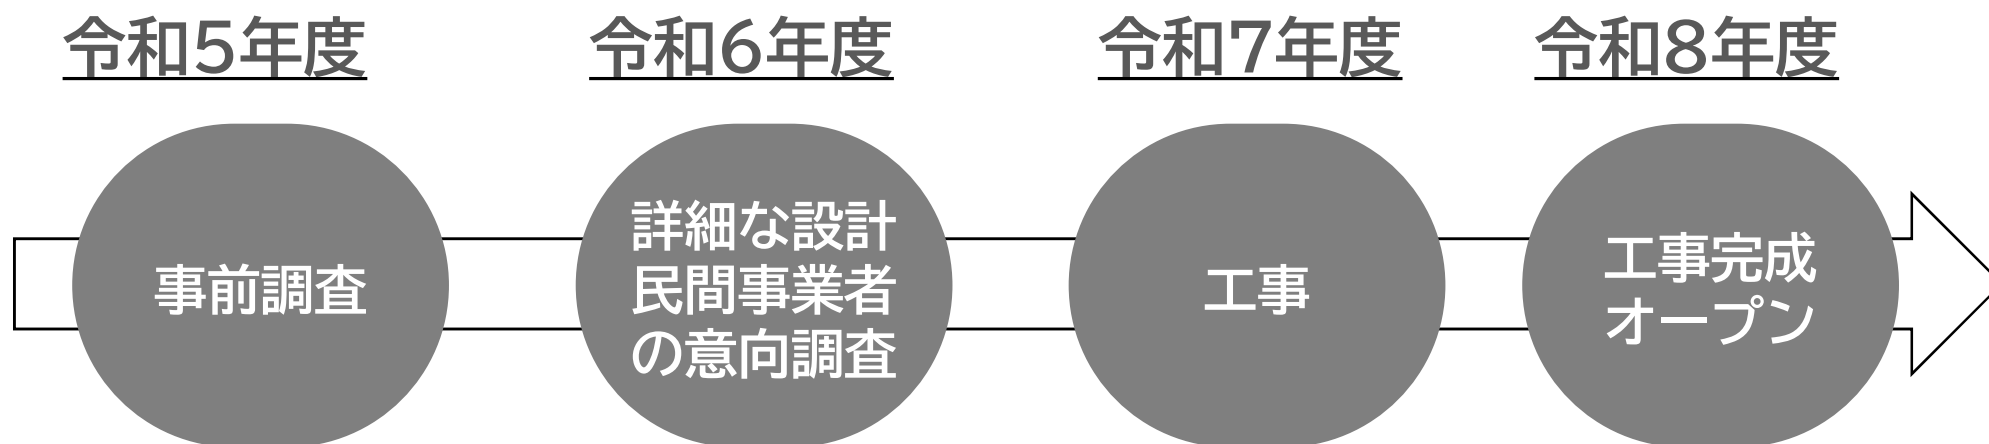 令和5年度
令和6年度
令和7年度
令和8年度
事前調査
詳細な設計
民間事業者
の意向調査
工事
工事完成
オープン